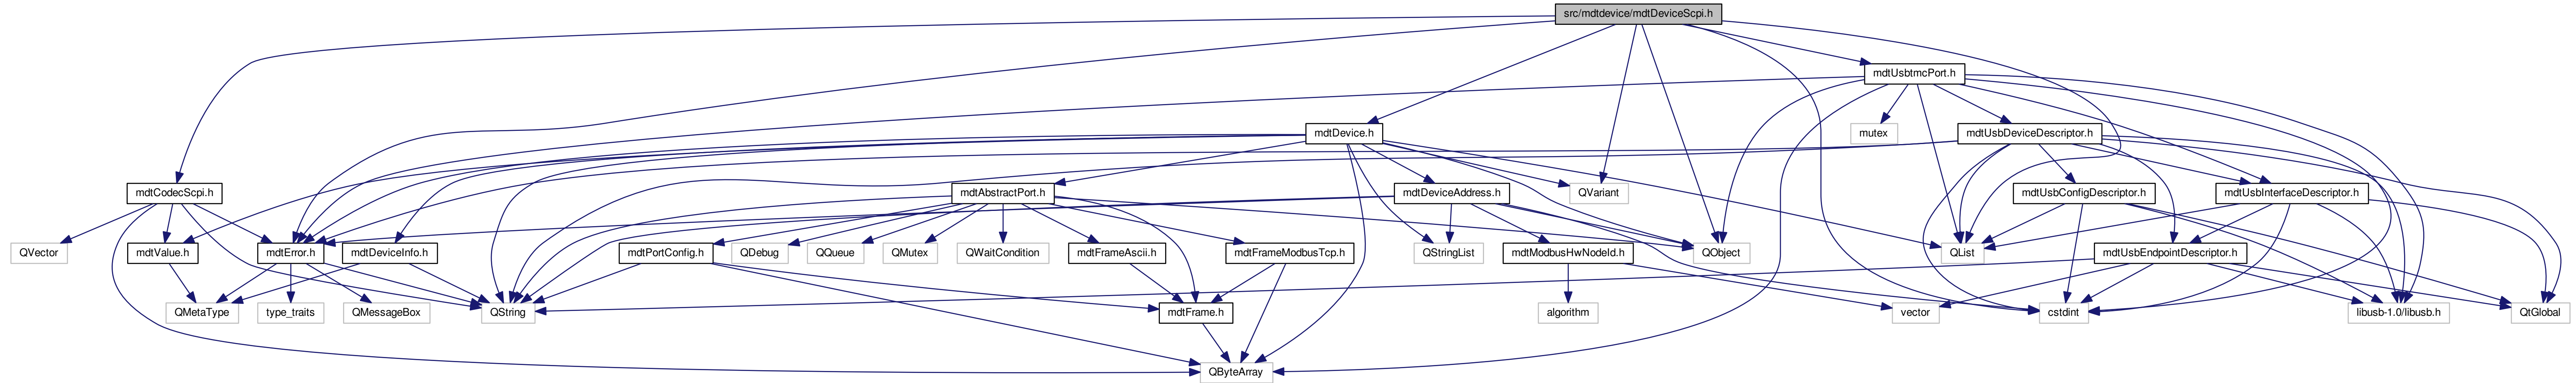 src/mdtdevice/mdtDeviceScpi.h
mdtUsbtmcPort.h
mdtDevice.h
mutex
mdtUsbDeviceDescriptor.h
mdtCodecScpi.h
mdtAbstractPort.h
mdtDeviceAddress.h
QVariant
mdtUsbConfigDescriptor.h
mdtUsbInterfaceDescriptor.h
QVector
mdtValue.h
mdtError.h
mdtDeviceInfo.h
mdtPortConfig.h
QDebug
QQueue
QMutex
QWaitCondition
mdtFrameAscii.h
mdtFrameModbusTcp.h
QStringList
mdtModbusHwNodeId.h
QObject
QList
mdtUsbEndpointDescriptor.h
QMetaType
type_traits
QMessageBox
QString
mdtFrame.h
algorithm
vector
cstdint
libusb-1.0/libusb.h
QtGlobal
QByteArray